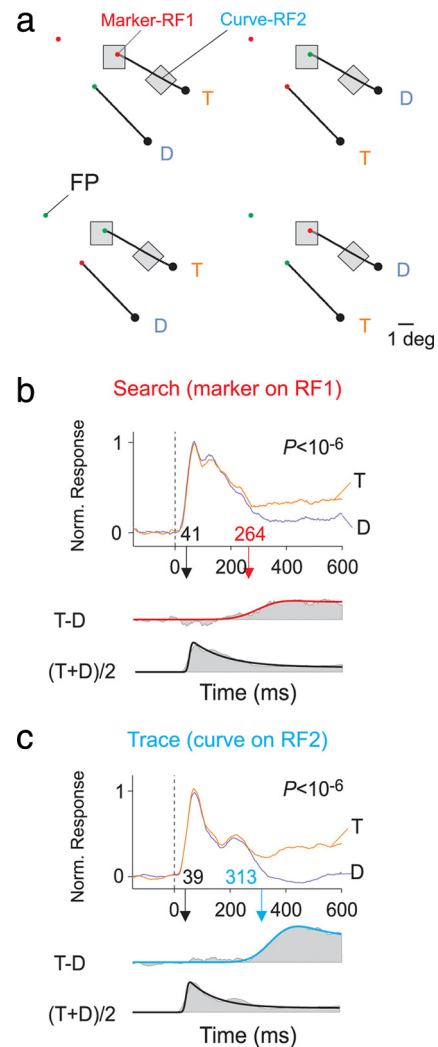 a
Marker-RF1 Curve-RF2
T
D
D
T
FP
T
D
D
T
1 deg
b
Search (marker on RF1)
Norm. Response
1
0
P<10-6
T
D
41 264
0 200 400 600
T-D
(T+D)/2
Time (ms)
c
Trace (curve on RF2)
Norm. Response
1
0
P<10-6
T
D
39 313
0 200 400 600
T-D
(T+D)/2
Time (ms)